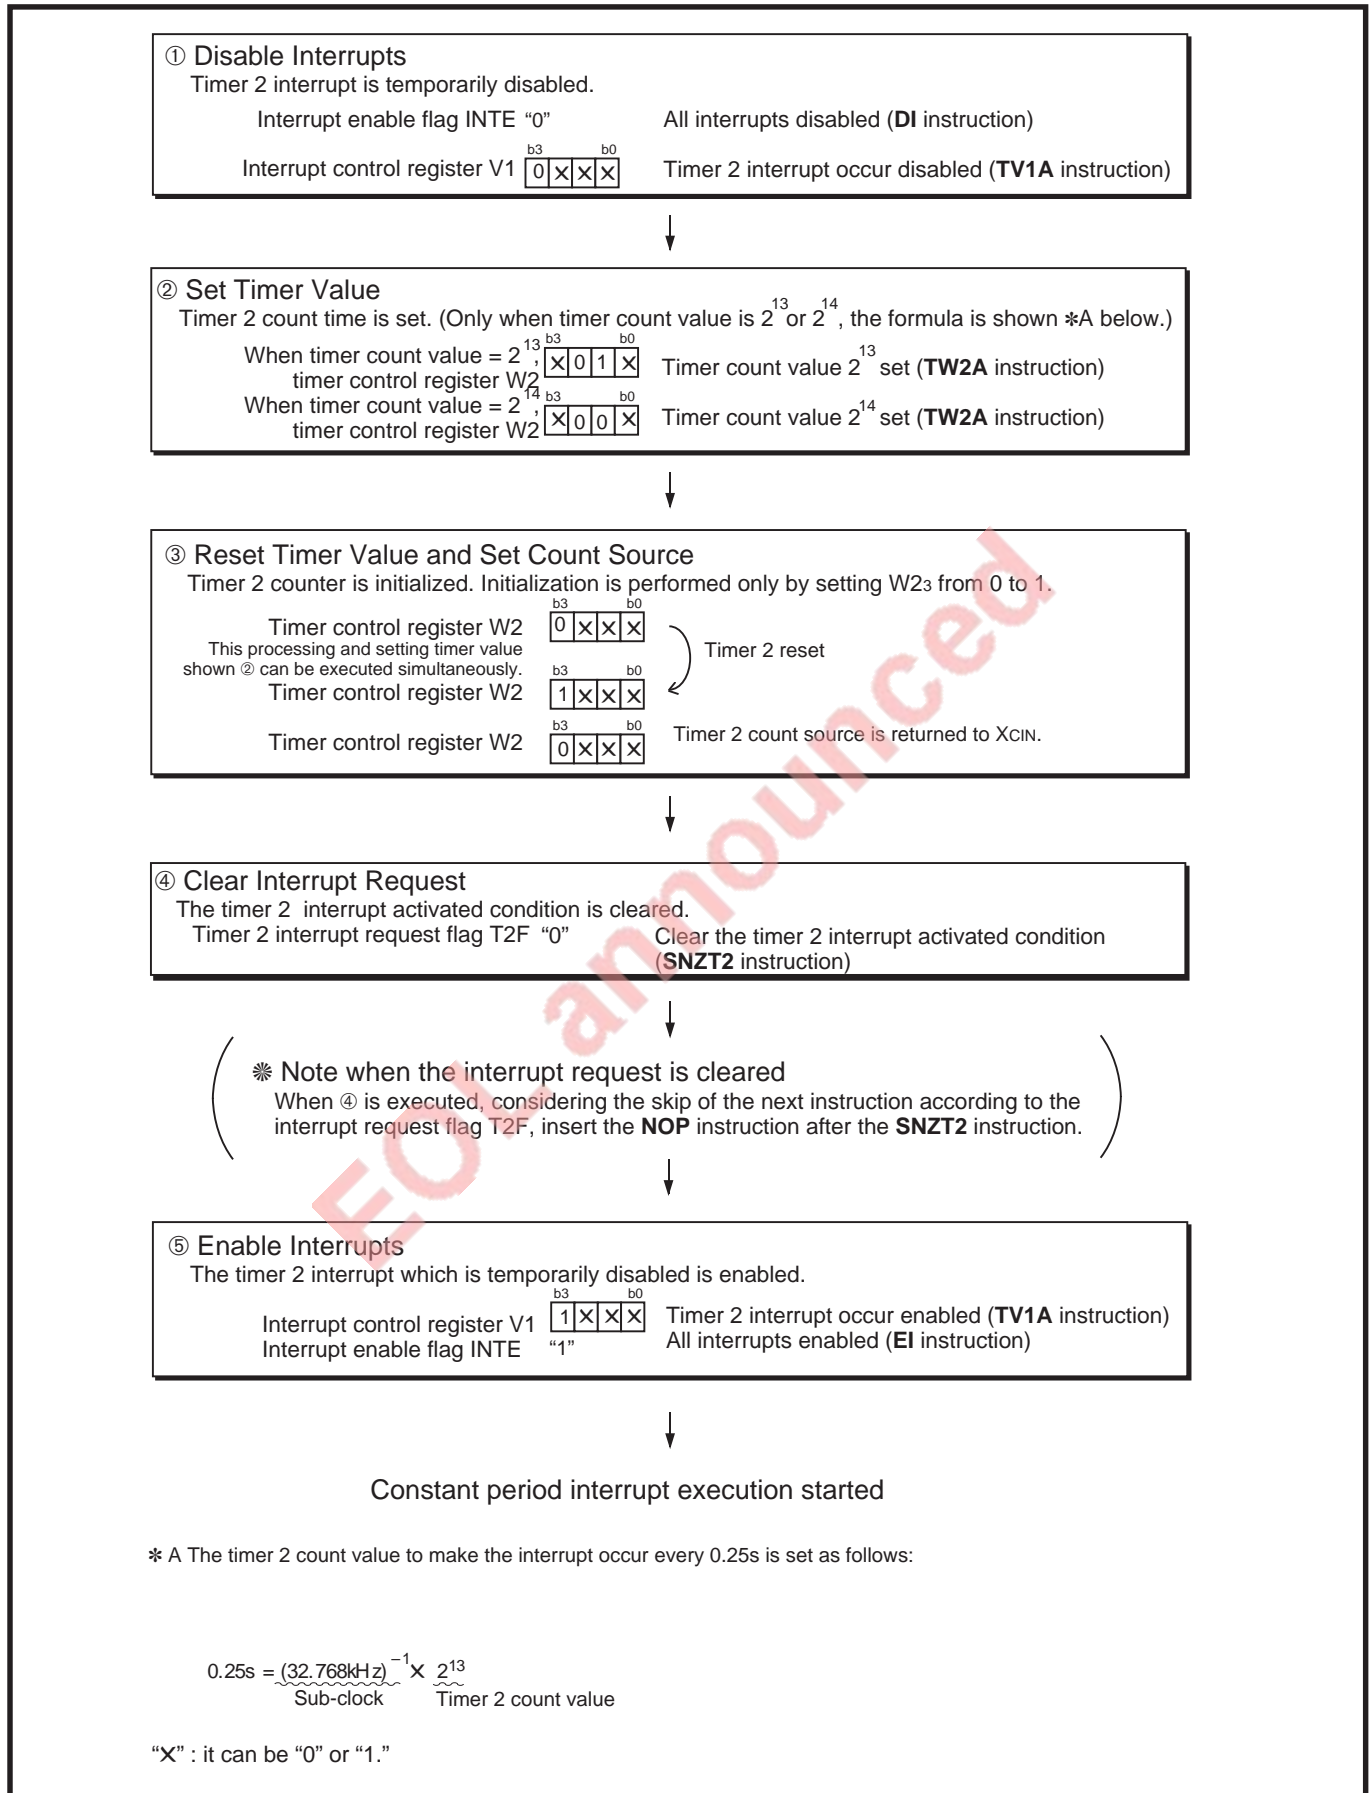 ① Disable Interrupts
Timer 2 interrupt is temporarily disabled.
Interrupt enable flag INTE “0” All interrupts disabled (DI instruction)
b3 b0
Interrupt control register V1 0 X X X Timer 2 interrupt occur disabled (TV1A instruction)
② Set Timer Value
Timer 2 count time is set. (Only when timer count value is 2^13 or 2^14, the formula is shown ✻A below.)
When timer count value = 2^13, b3 b0
timer control register W2 X 0 1 X Timer count value 2^13 set (TW2A instruction)
When timer count value = 2^14, b3 b0
timer control register W2 X 0 0 X Timer count value 2^14 set (TW2A instruction)
③ Reset Timer Value and Set Count Source
Timer 2 counter is initialized. Initialization is performed only by setting W23 from 0 to 1.
b3 b0
Timer control register W2 0 X X X
This processing and setting timer value Timer 2 reset
shown ② can be executed simultaneously.
b3 b0
Timer control register W2 1 X X X
b3 b0
Timer control register W2 0 X X X Timer 2 count source is returned to XCIN.
④ Clear Interrupt Request
The timer 2 interrupt activated condition is cleared.
Timer 2 interrupt request flag T2F “0” Clear the timer 2 interrupt activated condition
(SNZT2 instruction)
❋ Note when the interrupt request is cleared
When ④ is executed, considering the skip of the next instruction according to the
interrupt request flag T2F, insert the NOP instruction after the SNZT2 instruction.
⑤ Enable Interrupts
The timer 2 interrupt which is temporarily disabled is enabled.
b3 b0
Interrupt control register V1 1 X X X Timer 2 interrupt occur enabled (TV1A instruction)
Interrupt enable flag INTE “1” All interrupts enabled (EI instruction)
Constant period interrupt execution started
✻ A The timer 2 count value to make the interrupt occur every 0.25s is set as follows:
0.25s = (32.768kHz)^–1 X 2^13
Sub-clock Timer 2 count value
“X” : it can be “0” or “1.”
EOL announced